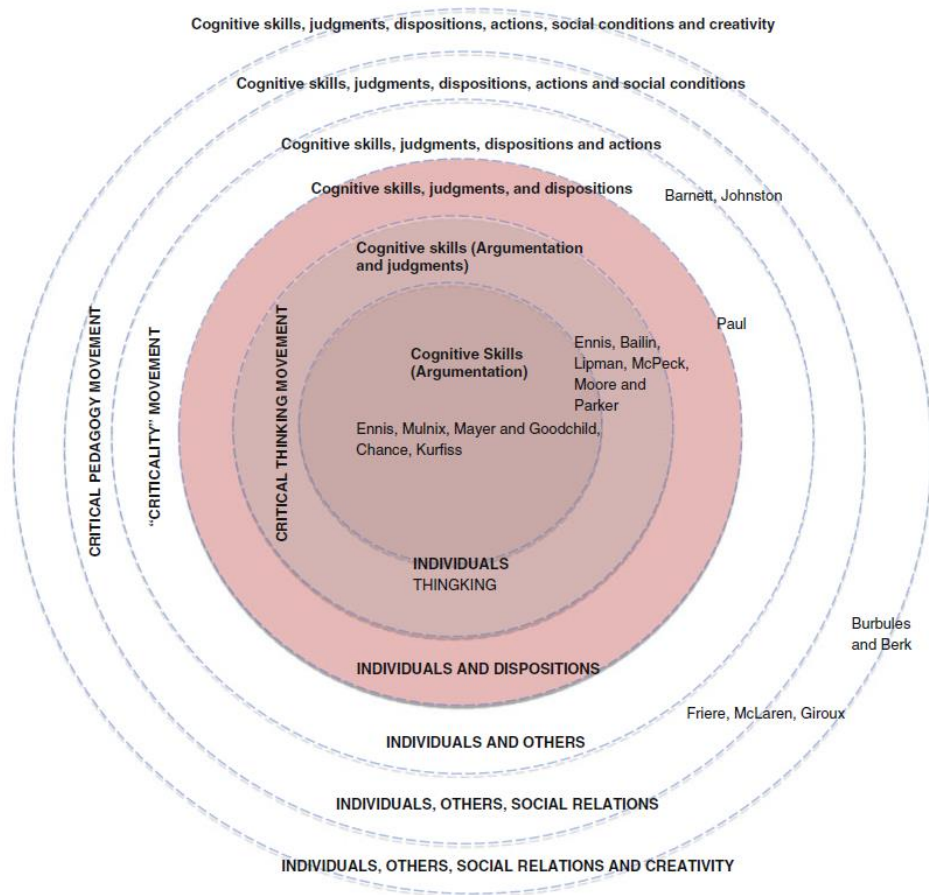 Cognitive skills, judgments, dispositions, actions, social conditions and creativity
Cognitive skills, judgments, dispositions, actions and social conditions
Cognitive skills, judgments, dispositions and actions
Cognitive skills, judgments, and dispositions
Barnett, Johnston
Cognitive skills (Argumentation
and judgments)
Paul
Cognitive Skills
(Argumentation)
Ennis, Bailin,
Lipman, McPeck,
Moore and
Parker
Ennis, Mulnix, Mayer and Goodchild,
Chance, Kurfiss
CRITICAL PEDAGOGY MOVEMENT
“CRITICALITY” MOVEMENT
CRITICAL THINKING MOVEMENT
INDIVIDUALS
THINGKING
Burbules
and Berk
INDIVIDUALS AND DISPOSITIONS
Friere, McLaren, Giroux
INDIVIDUALS AND OTHERS
INDIVIDUALS, OTHERS, SOCIAL RELATIONS
INDIVIDUALS, OTHERS, SOCIAL RELATIONS AND CREATIVITY